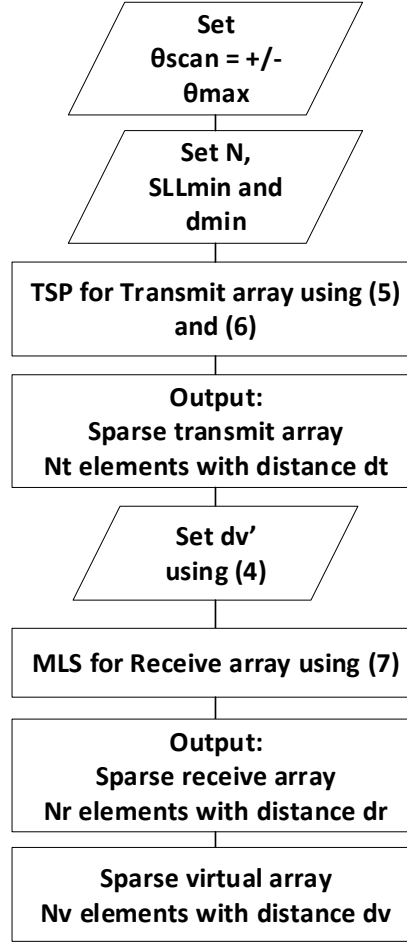 Set
θscan = +/-
θmax
Set N,
SLLmin and
dmin
TSP for Transmit array using (5)
and (6)
Output:
Sparse transmit array
Nt elements with distance dt
Set dv’
using (4)
MLS for Receive array using (7)
Output:
Sparse receive array
Nr elements with distance dr
Sparse virtual array
Nv elements with distance dv